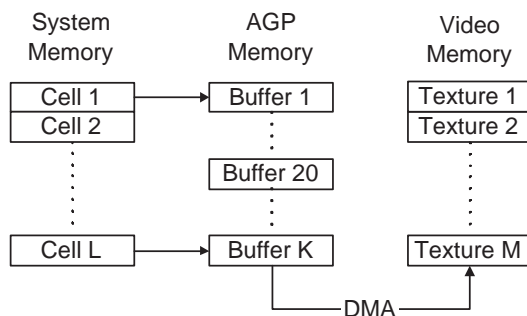 System
Memory
AGP
Memory
Video
Memory
Cell 1
Buffer 1
Texture 1
Cell 2
Texture 2
Buffer 20
Cell L
Buffer K
Texture M
DMA